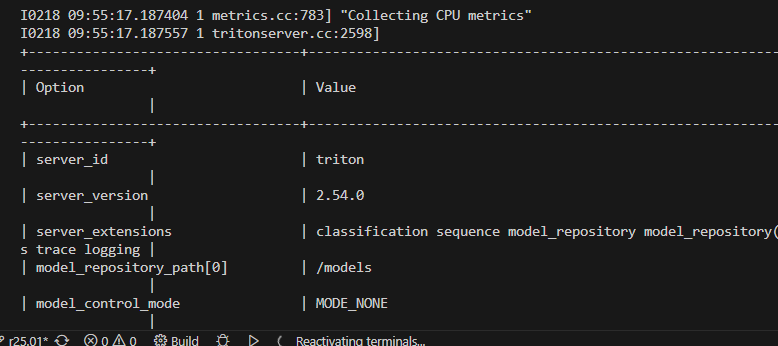 I0218 09:55:17.187404 1 metrics.cc:783] "Collecting CPU metrics"
I0218 09:55:17.187557 1 tritonserver.cc:2598]
+----------------------------------+------------------------------------------------------------
----------------+
| Option | Value
|
+----------------------------------+------------------------------------------------------------
----------------+
| server_id | triton
|
| server_version | 2.54.0
|
| server_extensions | classification sequence model_repository model_repository(
s trace logging |
| model_repository_path[0] | /models
|
| model_control_mode | MODE_NONE
|
r25.01* 0 0 Build Reactivating terminals...